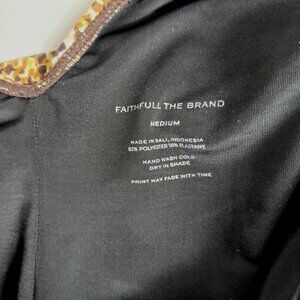 FAITHFULL THE BRAND
MEDIUM
MADE IN BALI, INDONESIA
82% POLYESTER 18% ELASTANE
HAND WASH COLD
DRY IN SHADE
PRINT MAY FADE WITH TIME